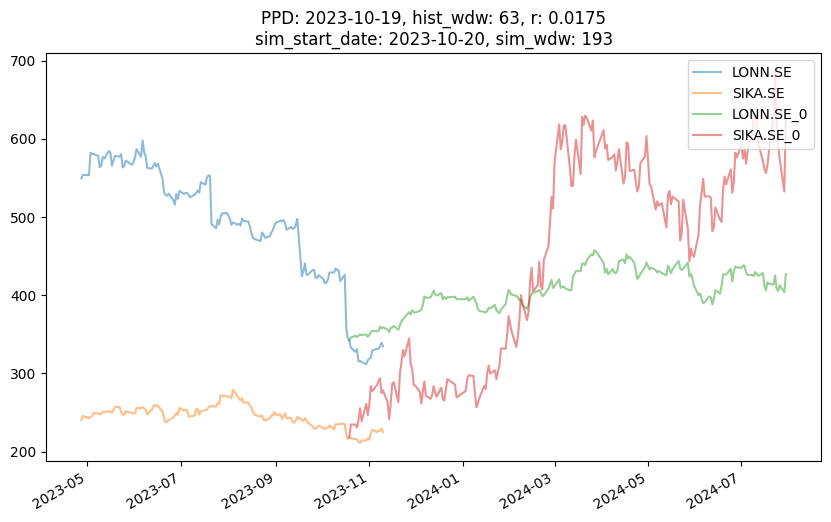 PPD: 2023-10-19, hist_wdw: 63, r: 0.0175
sim_start_date: 2023-10-20, sim_wdw: 193
700
600
500
400
300
200
LONN.SE
SIKA.SE
LONN.SE_0
SIKA.SE_0
2023-05
2023-07
2023-09
2023-11
2024-01
2024-03
2024-05
2024-07